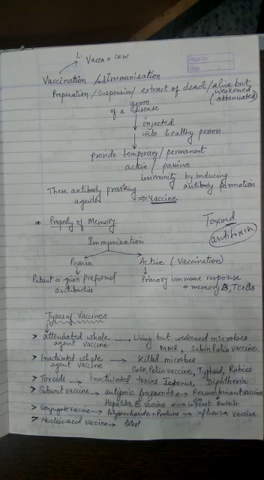 L. Vacca = cow
Vaccination / Immunisation
Preparation / suspension / extract of dead / alive but
weakened
(attenuated)
germ
of a disease
injected
into healthy person
provide temporary / permanent
active / passive
immunity by inducing
antibody formation
These antibody
agents → vaccine
* Property of Memory
Toxoid
antitoxin
Immunisation
Passive Active (Vaccination)
Patient is given preformed
antibodies
Primary immune response
+ memory B, T cells
Types of Vaccines
> Attenuated whole → Living but weakened microbes
agent vaccine Sabin Polio vaccine
> Inactivated whole → Killed microbes
agent vaccine Salk Polio vaccine, Typhoid, Rabies
> Toxoids → inactivated toxins Tetanus, Diphtheria
> Subunit vaccine → antigenic fragments → Recombinant vaccine
Hepatitis B vaccine
> Conjugate vaccine → Polysaccharide + Protein → influenza vaccine
> Nucleic acid vaccine → latest